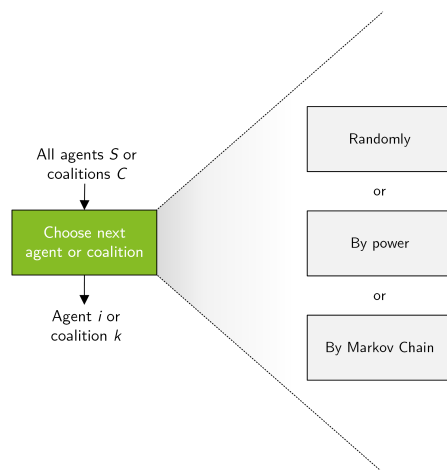 All agents S or
coalitions C
Choose next
agent or coalition
Agent i or
coalition k
Randomly
or
By power
or
By Markov Chain